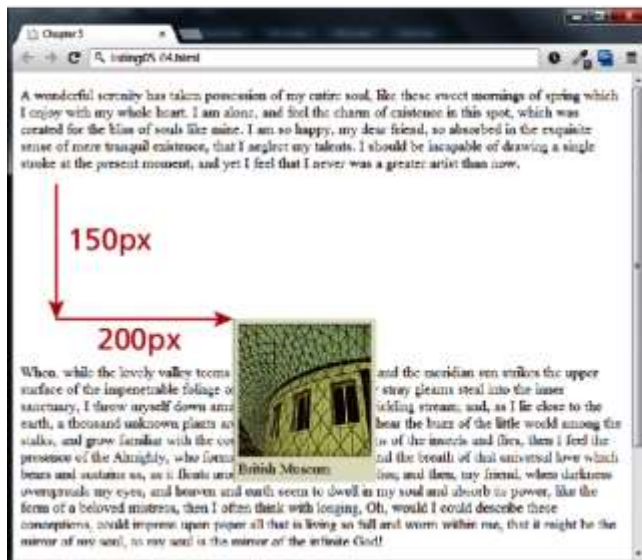 Chapter 5
listing05-04.html
A wonderful serenity has taken possession of my entire soul, like these sweet mornings of spring which
I enjoy with my whole heart. I am alone, and feel the charm of existence in this spot, which was
created for the bliss of souls like mine. I am so happy, my dear friend, so absorbed in the exquisite
sense of mere tranquil existence, that I neglect my talents. I should be incapable of drawing a single
stroke at the present moment; and yet I feel that I never was a greater artist than now.
150px
200px
When, while the lovely valley teems and the meridian sun strikes the upper
surface of the impenetrable foliage stray gleams steal into the inner
sanctuary, I throw myself down stream; and, as I lie close to the
earth, a thousand unknown plants hear the buzz of the little world among the
stalks, and grow familiar with the of the insects and flies, then I feel the
presence of the Almighty, who and the breath of that universal love which
bears and sustains us, as it floats and then, my friend, when darkness
overspreads my eyes, and heaven and earth seem to dwell in my soul and absorb its power, like the
form of a beloved mistress, then I often think with longing, Oh, would I could describe these
conceptions, could impress upon paper all that is living so full and warm within me, that it might be the
mirror of my soul, as my soul is the mirror of the infinite God!
British Museum